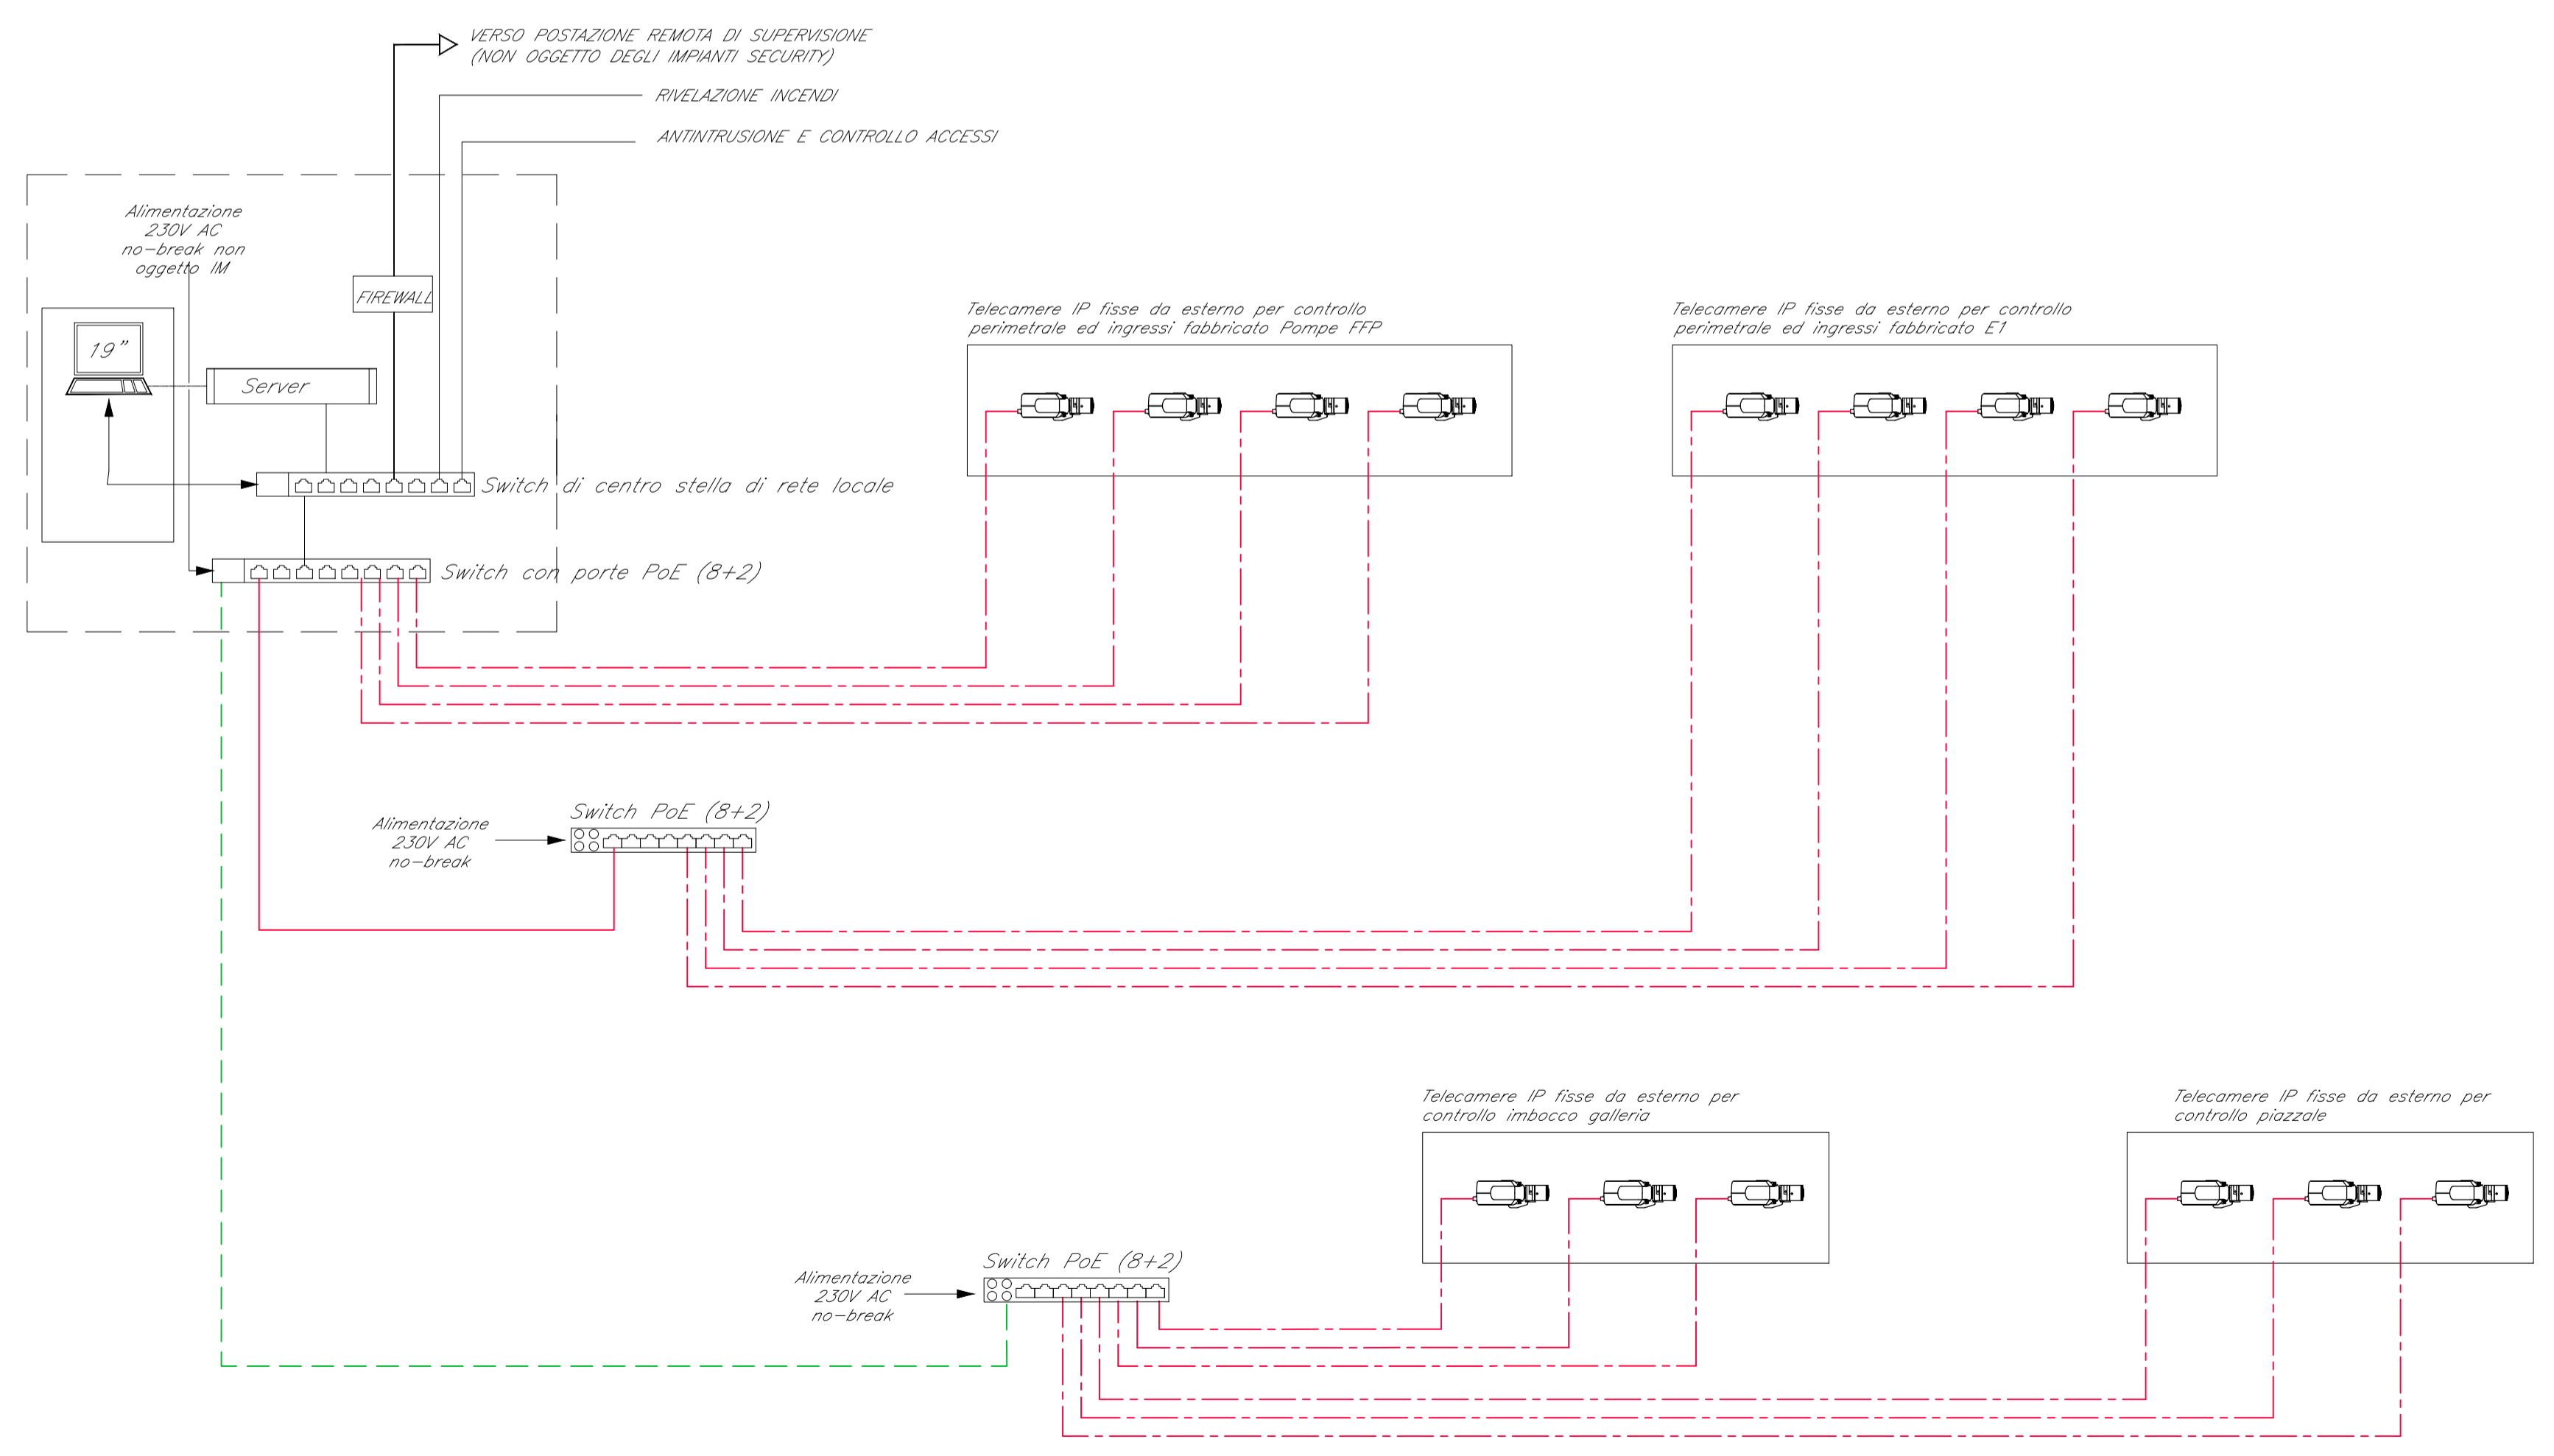 VERSO POSTAZIONE REMOTA DI SUPERVISIONE
(NON OGGETTO DEGLI IMPIANTI SECURITY)
RIVELAZIONE INCENDI
ANTINTRUSIONE E CONTROLLO ACCESSI
Alimentazione
230V AC
no-break non
oggetto IM
FIREWALL
19"
Server
Switch di centro stella di rete locale
Switch con porte PoE (8+2)
Telecamere IP fisse da esterno per controllo
perimetrale ed ingressi fabbricato Pompe FFP
Telecamere IP fisse da esterno per controllo
perimetrale ed ingressi fabbricato E1
Switch PoE (8+2)
Alimentazione
230V AC
no-break
Telecamere IP fisse da esterno per
controllo imbocco galleria
Telecamere IP fisse da esterno per
controllo piazzale
Switch PoE (8+2)
Alimentazione
230V AC
no-break